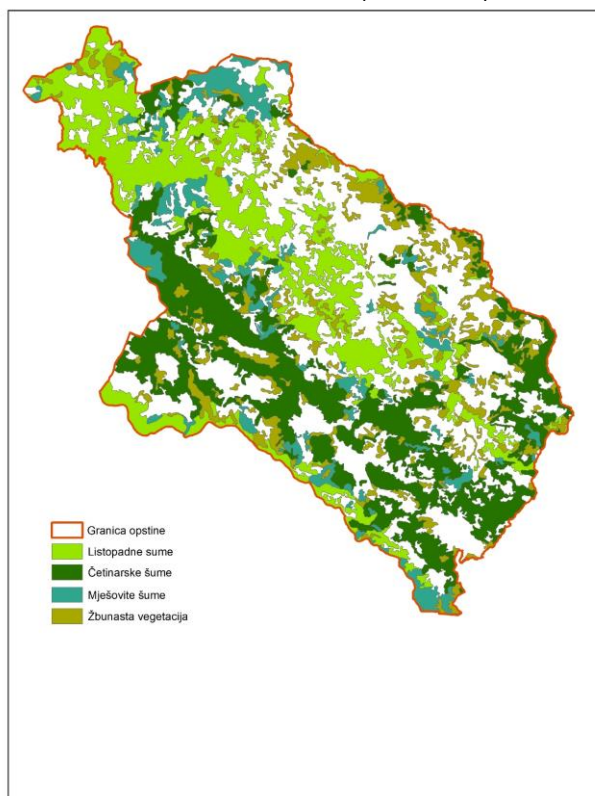 Granica opstine
Listopadne sume
Četinarske šume
Mješovite šume
Žbunasta vegetacija